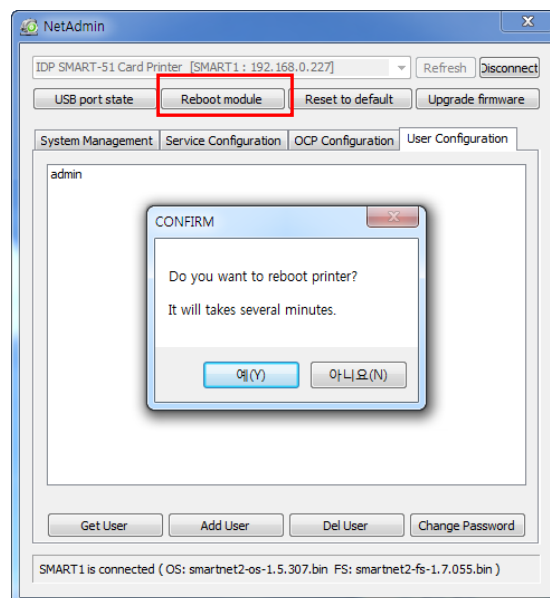 NetAdmin
IDP SMART-51 Card Printer [SMART1 : 192.168.0.227]
Refresh
Disconnect
USB port state
Reboot module
Reset to default
Upgrade firmware
System Management
Service Configuration
OCP Configuration
User Configuration
admin
CONFIRM
Do you want to reboot printer?
It will takes several minutes.
예(Y)
아니요(N)
Get User
Add User
Del User
Change Password
SMART1 is connected ( OS: smartnet2-os-1.5.307.bin FS: smartnet2-fs-1.7.055.bin )